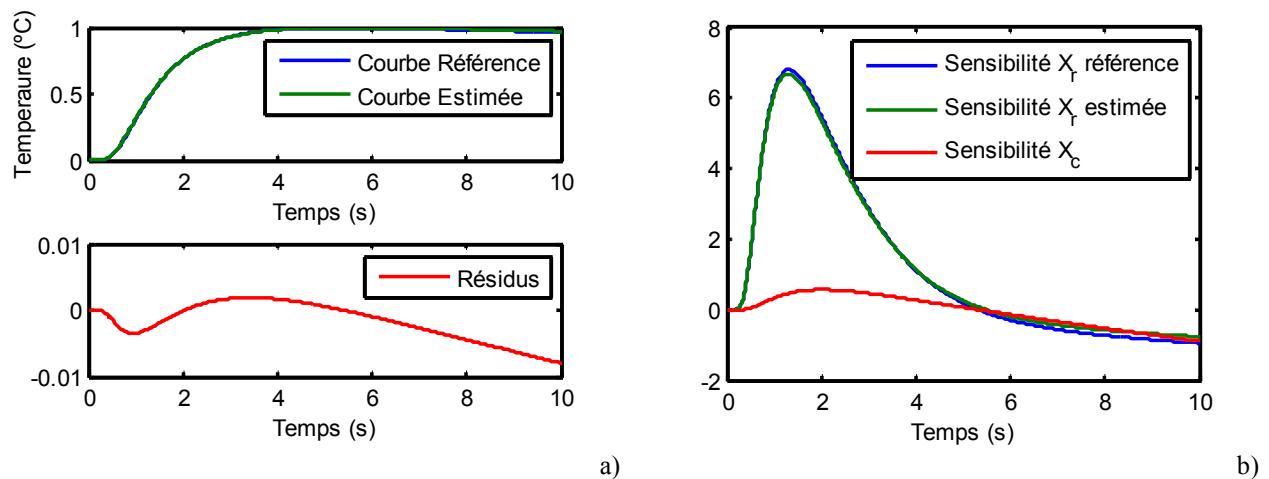 Temperaure (ºC)
1
0.5
0
Courbe Référence
Courbe Estimée
0 2 4 6 8 10
Temps (s)
0.01
0
-0.01
Résidus
0 2 4 6 8 10
Temps (s)
a)
8
6
4
2
0
-2
Sensibilité Xr référence
Sensibilité Xr estimée
Sensibilité Xc
0 2 4 6 8 10
Temps (s)
b)